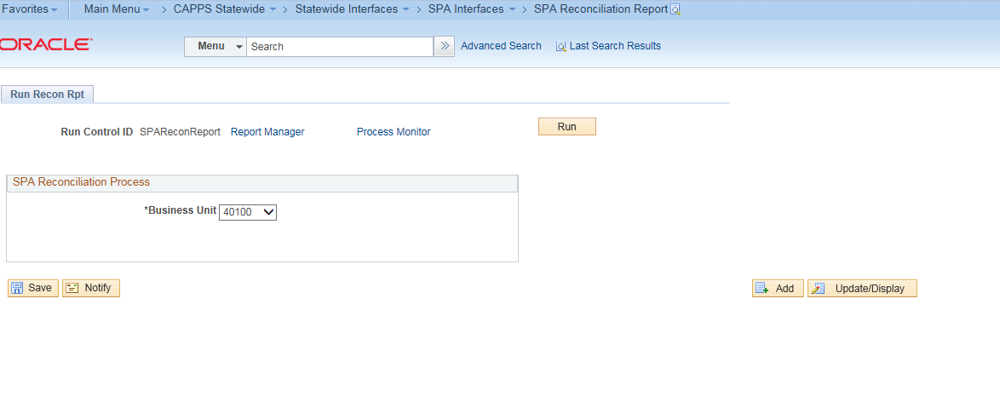 Favorites Main Menu > CAPPS Statewide > Statewide Interfaces > SPA Interfaces > SPA Reconciliation Report
ORACLE Menu Search » Advanced Search Last Search Results
Run Recon Rpt
Run Control ID SPAReconReport Report Manager Process Monitor Run
SPA Reconciliation Process
*Business Unit 40100
Save Notify Add Update/Display